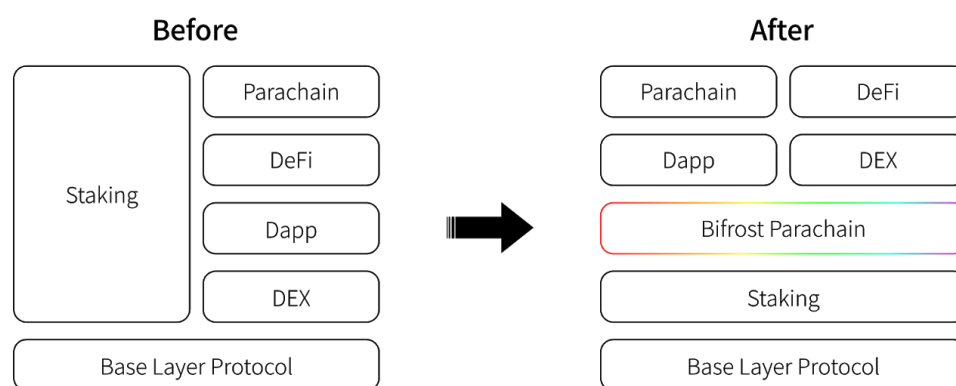 Before
Staking
Parachain
DeFi
Dapp
DEX
Base Layer Protocol
After
Parachain
DeFi
Dapp
DEX
Bifrost Parachain
Staking
Base Layer Protocol